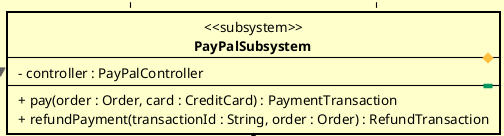 <<subsystem>>
PayPalSubsystem
- controller : PayPalController
+ pay(order : Order, card : CreditCard) : PaymentTransaction
+ refundPayment(transactionId : String, order : Order) : RefundTransaction